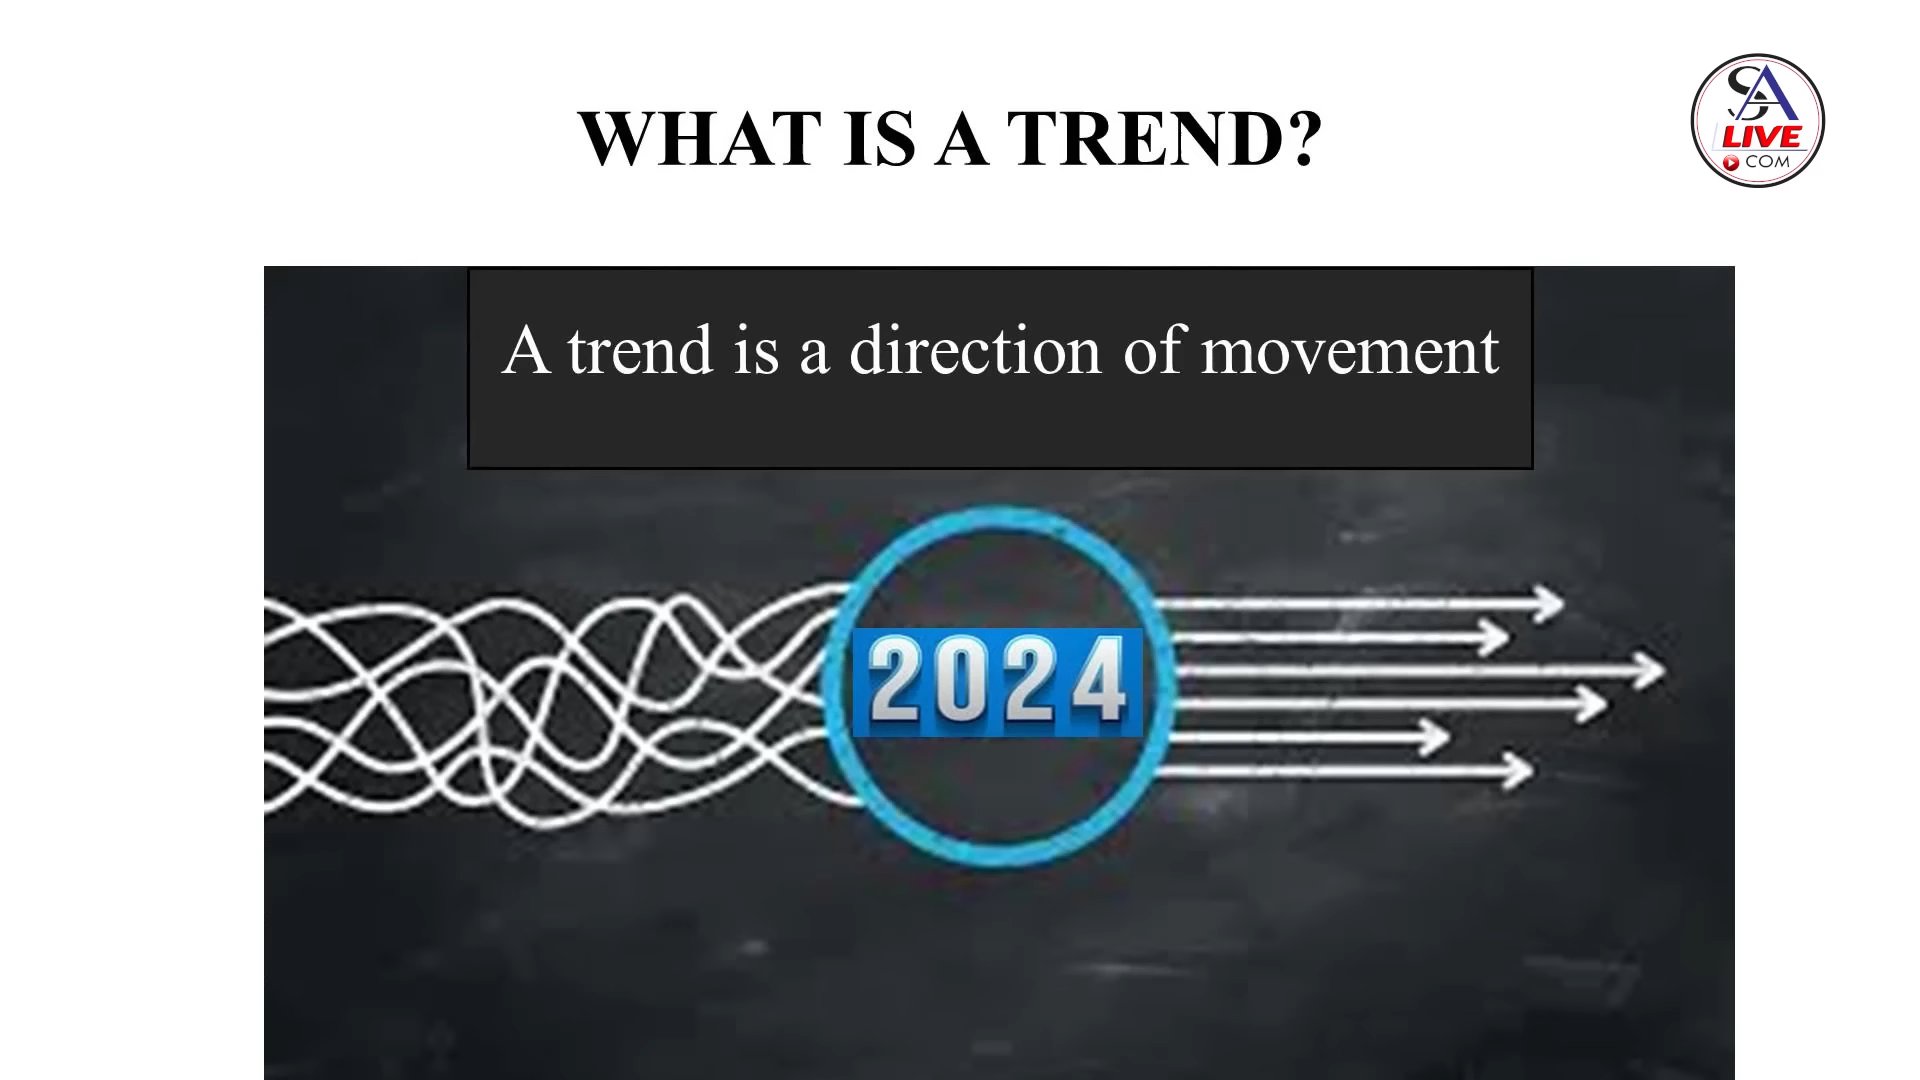 WHAT IS A TREND?
SA
LIVE
COM
A trend is a direction of movement
2024